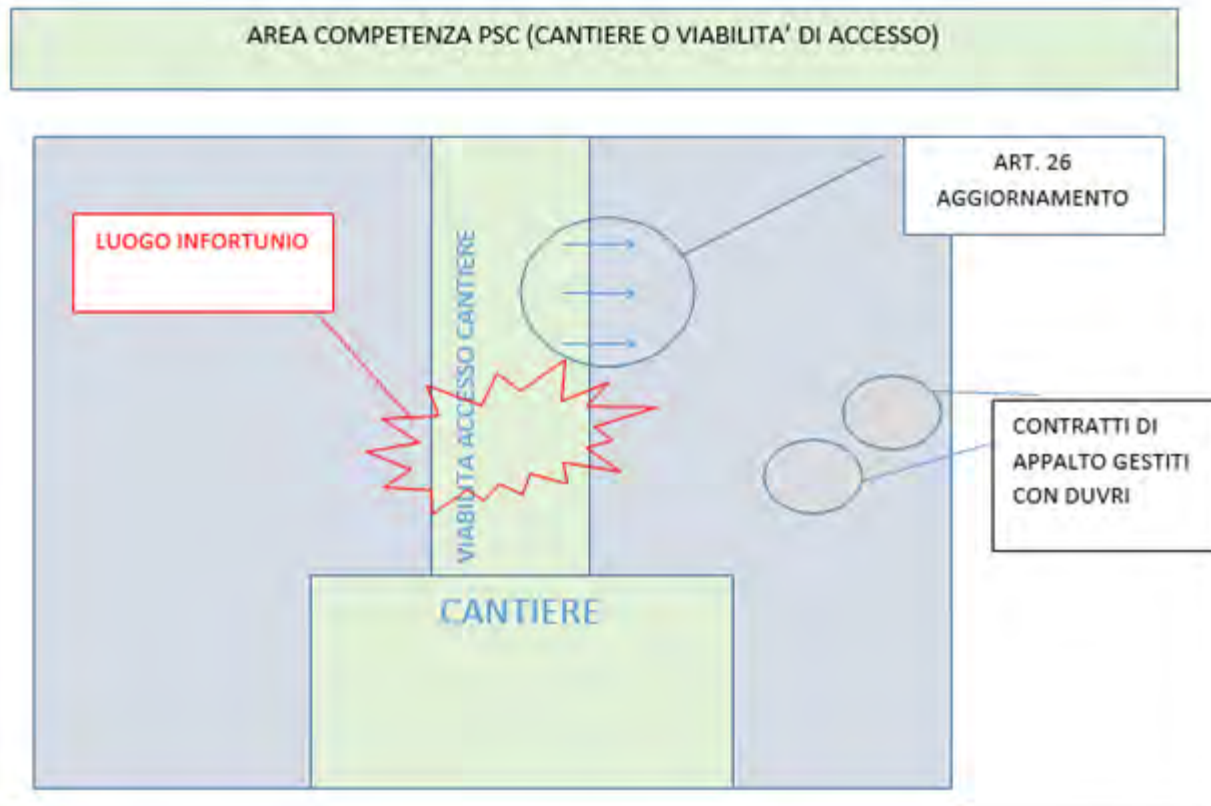 AREA COMPETENZA PSC (CANTIERE O VIABILITA' DI ACCESSO)
ART. 26
AGGIORNAMENTO
LUOGO INFORTUNIO
VIABILITA ACCESSO CANTIERE
CONTRATTI DI
APPALTO GESTITI
CON DUVRI
CANTIERE